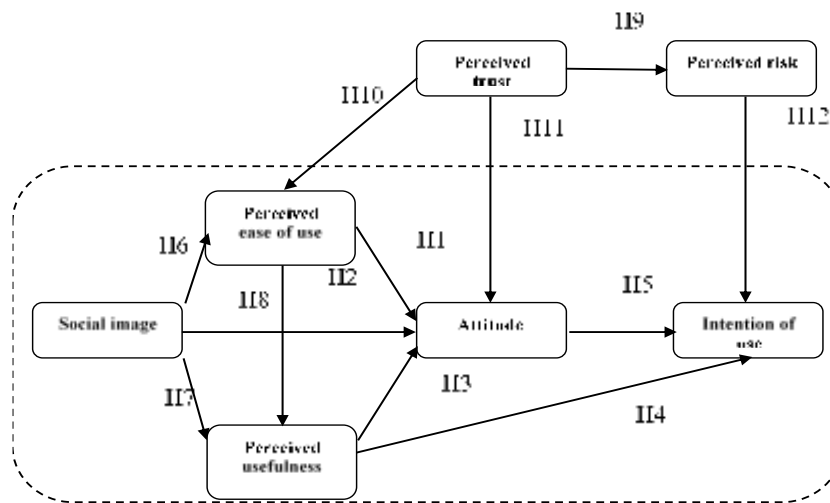 H9
Perceived
trust
Perceived risk
H10
H11
H12
Perceived
ease of use
H6
H1
H2
H8
H5
Social image
Attitude
Intention of
use
H7
H3
H4
Perceived
usefulness